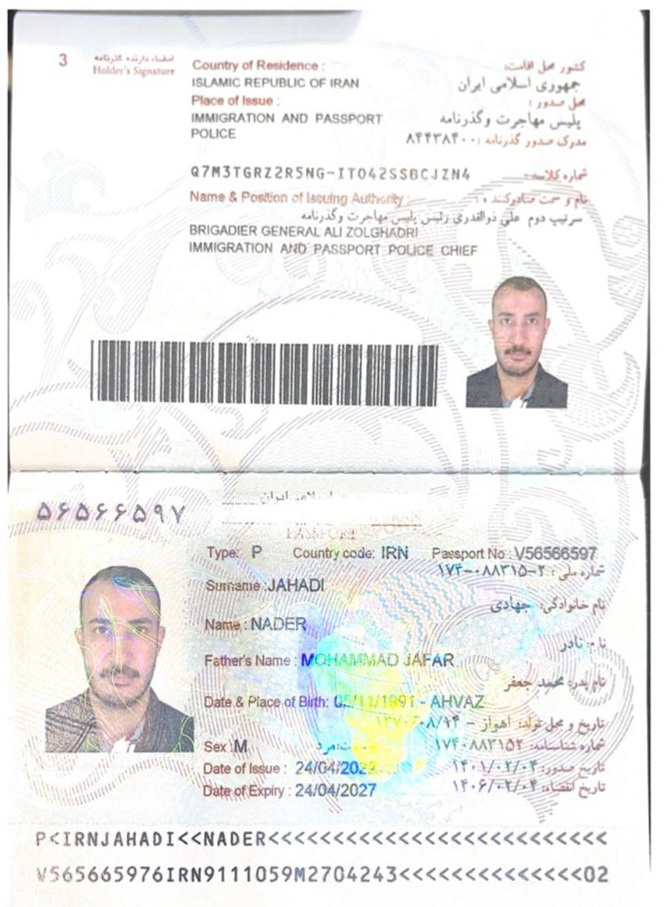 3
امضاء دارنده گذرنامه
Holder's Signature
Country of Residence :
کشور محل اقامت:
ISLAMIC REPUBLIC OF IRAN
جمهوری اسلامی ایران
Place of Issue :
محل صدور:
IMMIGRATION AND PASSPORT
POLICE
پلیس مهاجرت وگذرنامه
مدرک صدور گذرنامه: ۸۴۴۳۸۴۰۰
Q7M3TGRZ2R5NG-IT042SSBCJZN4
شماره کلاسه:
Name & Position of Issuing Authority:
نام و سمت صادرکننده:
سرتیپ دوم علی ذوالقدری رئیس پلیس مهاجرت وگذرنامه
BRIGADIER GENERAL ALI ZOLGHADRI
IMMIGRATION AND PASSPORT POLICE CHIEF
۵۶۵۶۶۵۹۷
ایران
PASSPORT
Type: P Country code: IRN Passport No: V56566597
شماره ملی: ۱۷۴-۰۸۸۳۱۵-۲
Surname: JAHADI
نام خانوادگی: جهادی
Name: NADER
نام: نادر
Father's Name: MOHAMMAD JAFAR
نام پدر: محمد جعفر
Date & Place of Birth: 05/11/1991 - AHVAZ
تاریخ و محل تولد: اهواز - ۱۳۷۰/۰۸/۱۴
Sex: M
مرد
شماره شناسنامه: ۱۷۴۰۸۸۳۱۵۲
Date of Issue: 24/04/2022
تاریخ صدور: ۱۴۰۱/۰۲/۰۴
Date of Expiry: 24/04/2027
تاریخ انقضاء: ۱۴۰۶/۰۲/۰۴
P<IRNJAHADI<<NADER<<<<<<<<<<<<<<<<<<<<<<<<<<
V565665976IRN9111059M2704243<<<<<<<<<<<<<<02